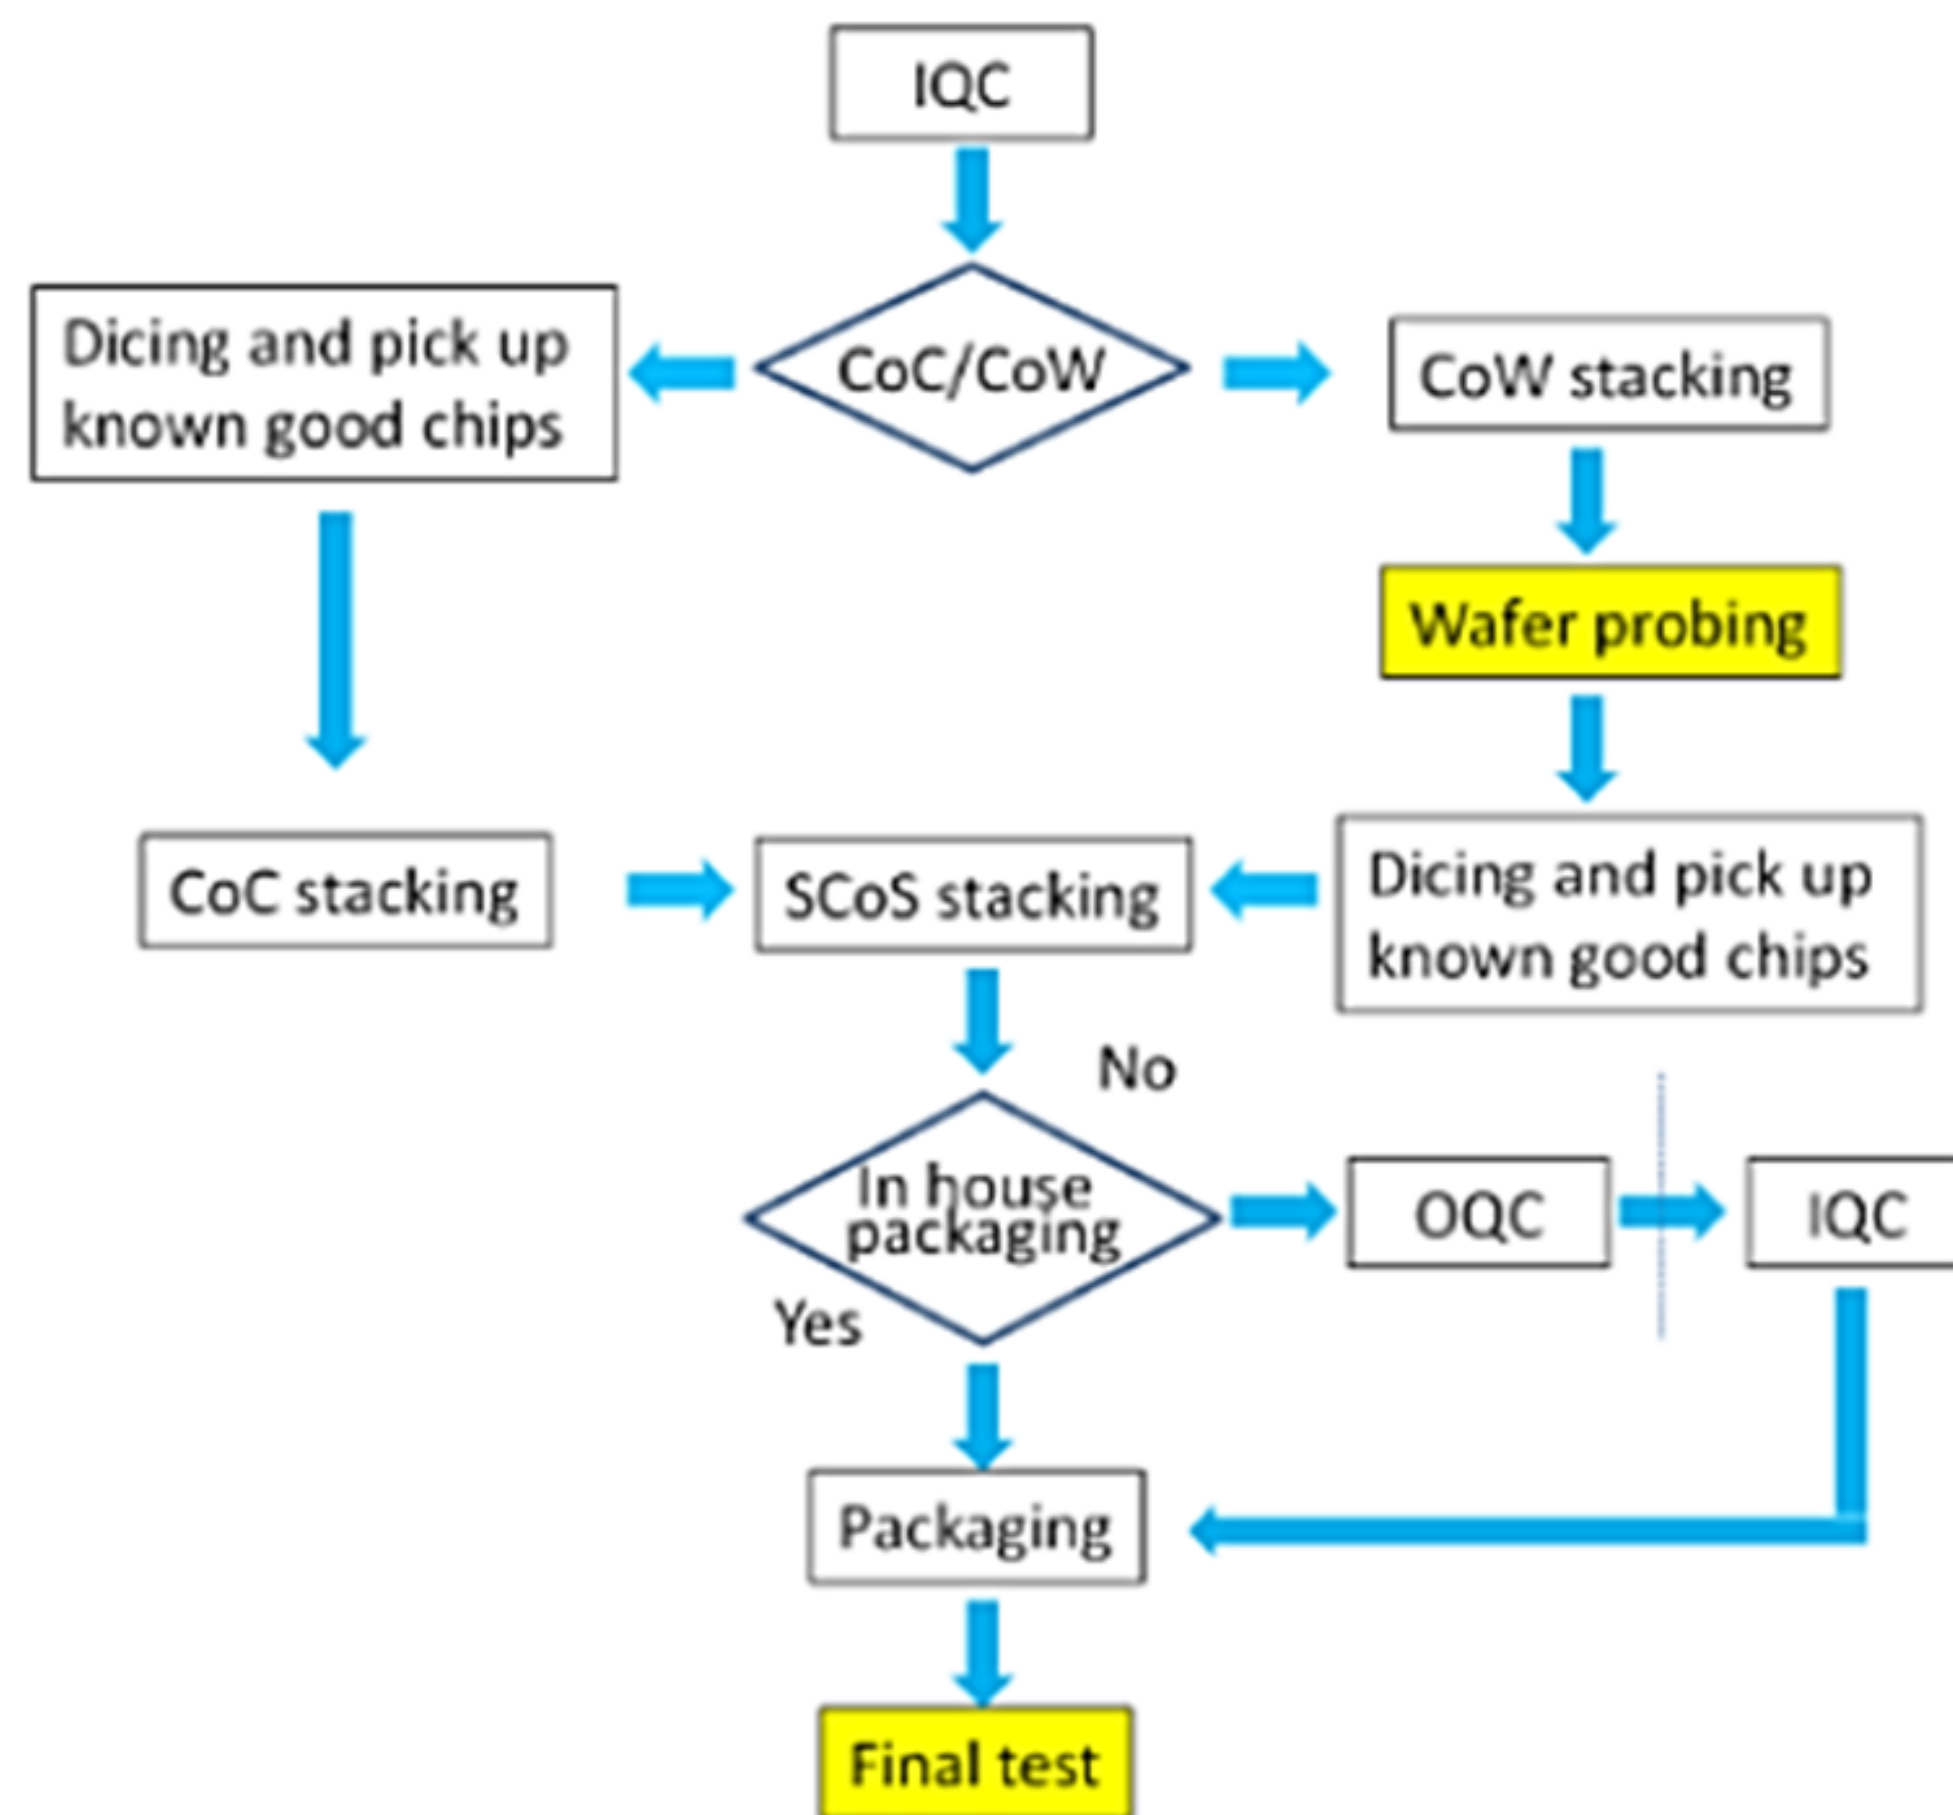 IQC
Dicing and pick up
known good chips
CoC/CoW
CoW stacking
Wafer probing
CoC stacking
SCoS stacking
Dicing and pick up
known good chips
No
In house
packaging
OQC
IQC
Yes
Packaging
Final test